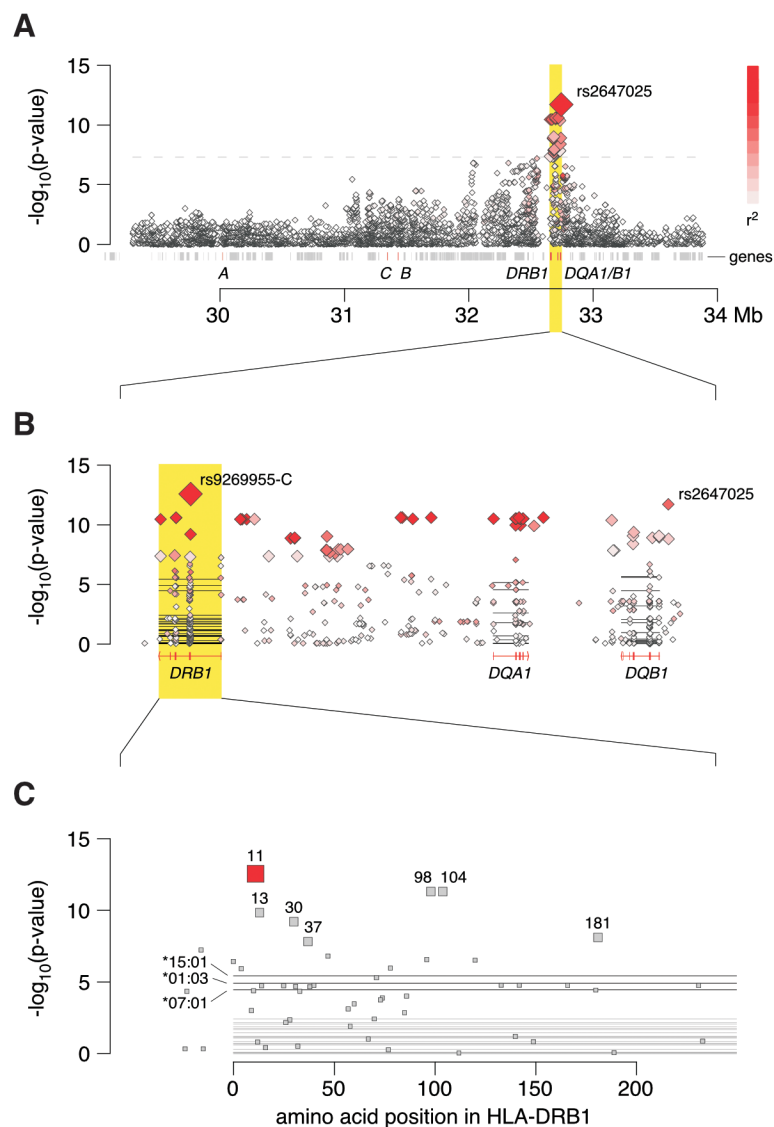 A
-log10(p-value)
15
10
5
0
rs2647025
r2
genes
A
C
B
DRB1
DQA1/B1
30
31
32
33
34 Mb
B
-log10(p-value)
15
10
5
0
rs9269955-C
rs2647025
DRB1
DQA1
DQB1
C
-log10(p-value)
15
10
5
0
11
13
30
37
98
104
181
*15:01
*01:03
*07:01
0
50
100
150
200
amino acid position in HLA-DRB1